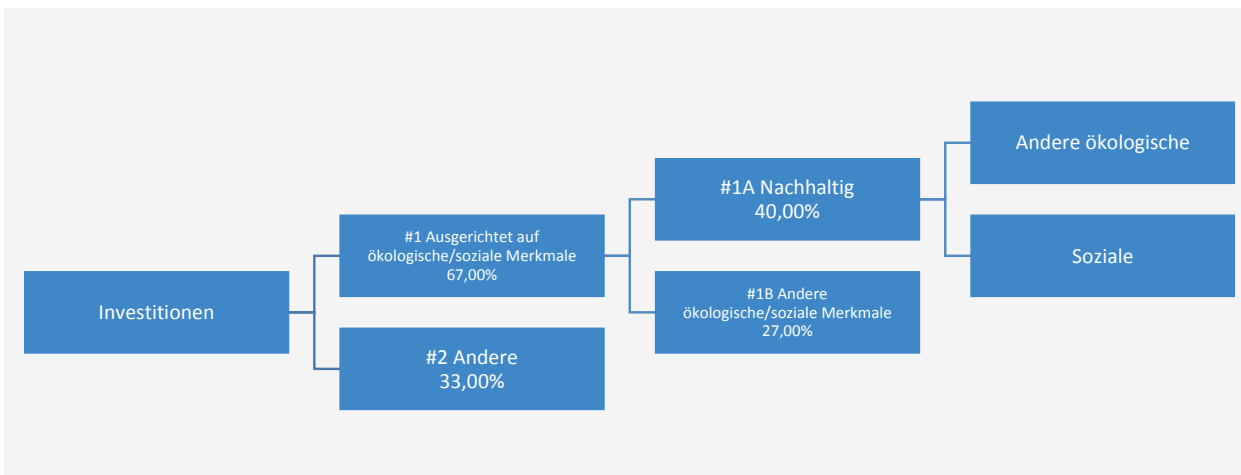 Investitionen
#1 Ausgerichtet auf
ökologische/soziale Merkmale
67,00%
#2 Andere
33,00%
#1A Nachhaltig
40,00%
#1B Andere
ökologische/soziale Merkmale
27,00%
Andere ökologische
Soziale